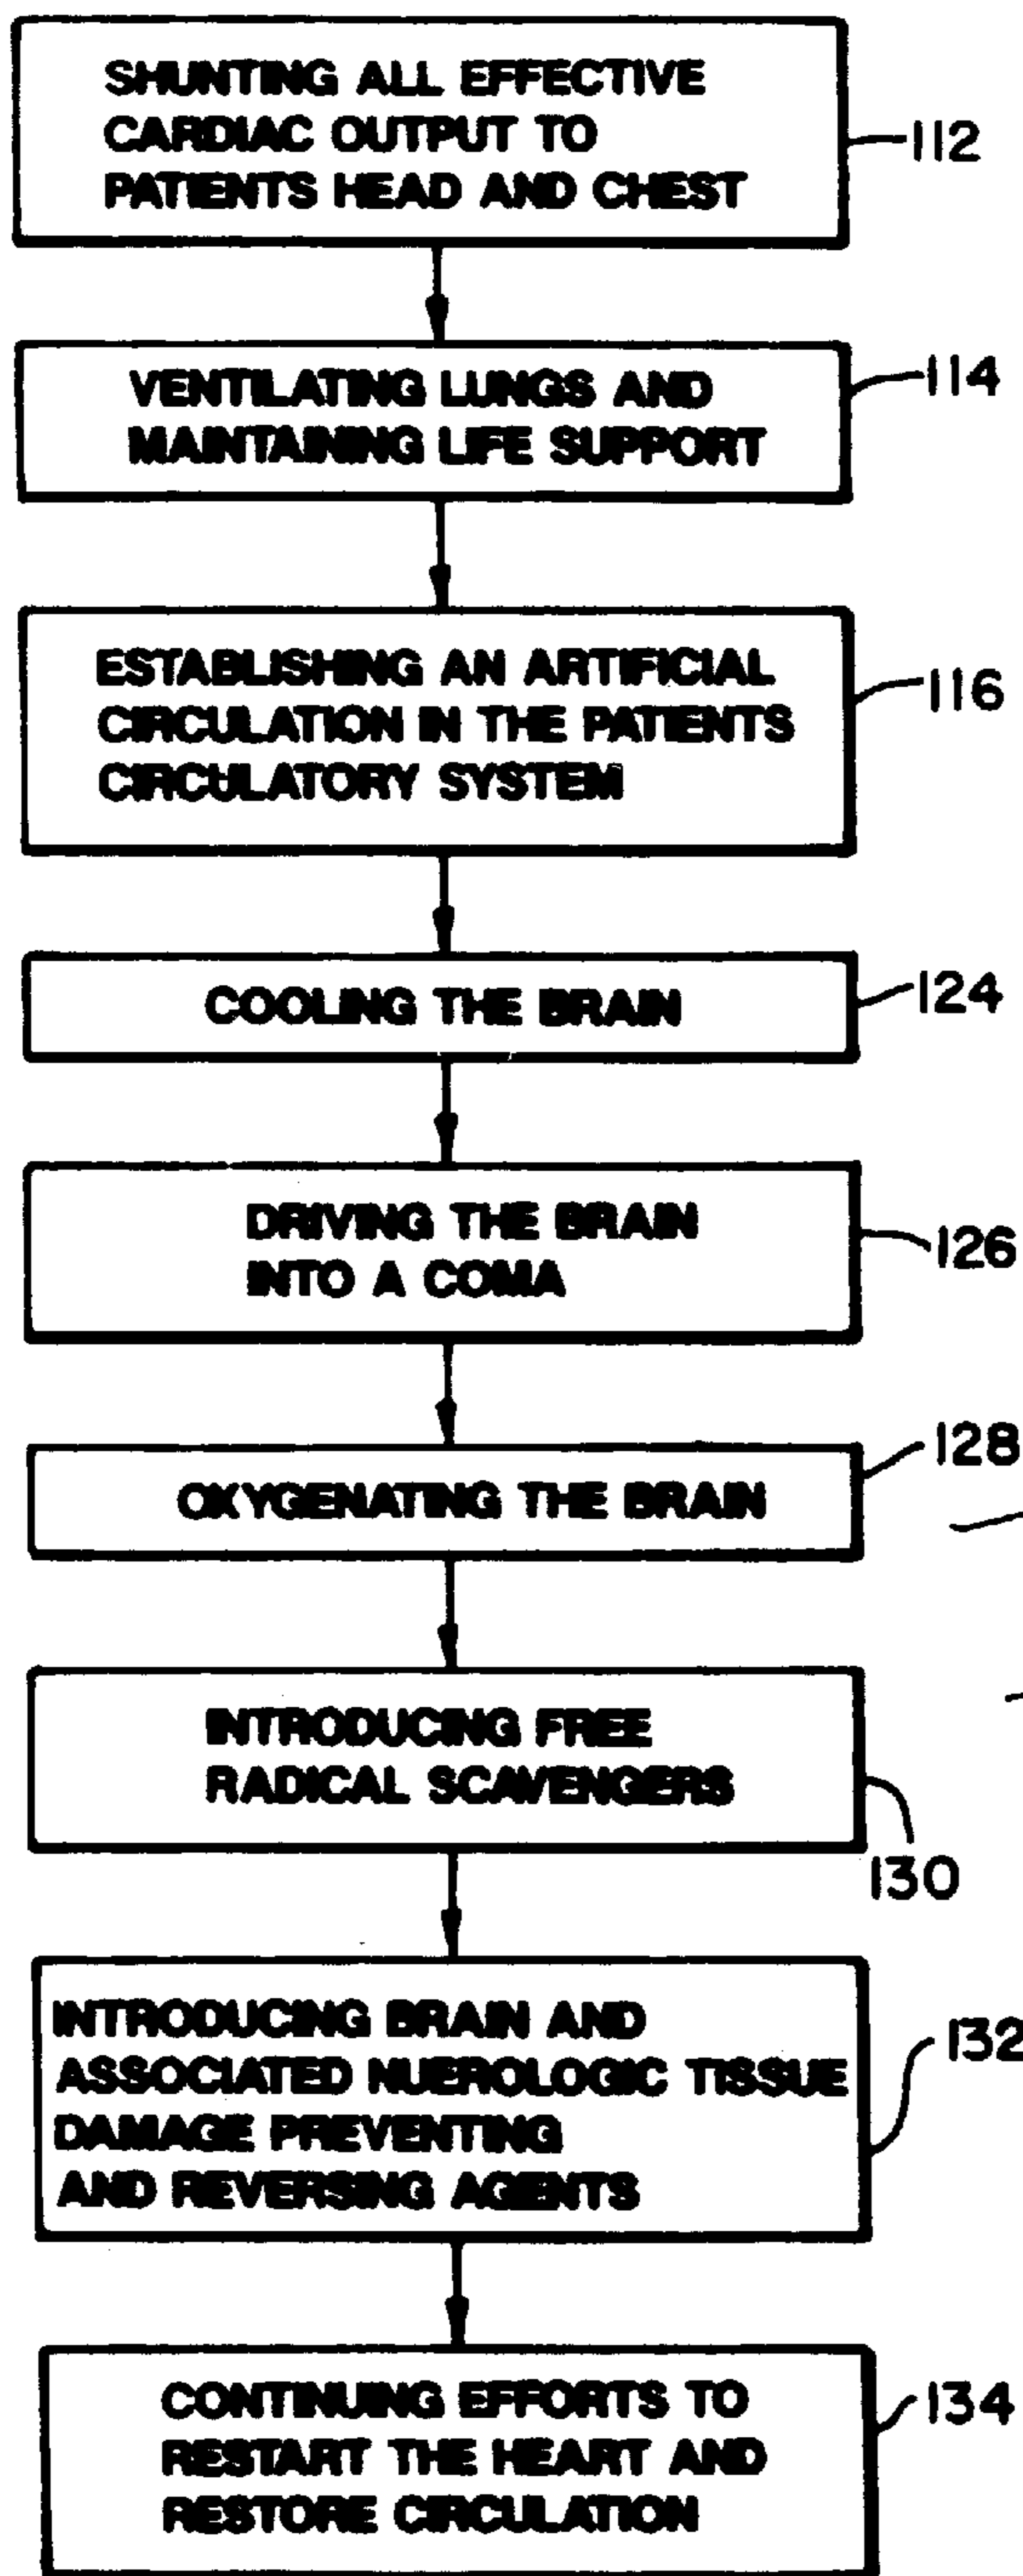 SHUNTING ALL EFFECTIVE
CARDIAC OUTPUT TO
PATIENTS HEAD AND CHEST
112
VENTILATING LUNGS AND
MAINTAINING LIFE SUPPORT
114
ESTABLISHING AN ARTIFICIAL
CIRCULATION IN THE PATIENTS
CIRCULATORY SYSTEM
116
COOLING THE BRAIN
124
DRIVING THE BRAIN
INTO A COMA
126
OXYGENATING THE BRAIN
128
INTRODUCING FREE
RADICAL SCAVENGERS
130
INTRODUCING BRAIN AND
ASSOCIATED NUEROLOGIC TISSUE
DAMAGE PREVENTING
AND REVERSING AGENTS
132
CONTINUING EFFORTS TO
RESTART THE HEART AND
RESTORE CIRCULATION
134